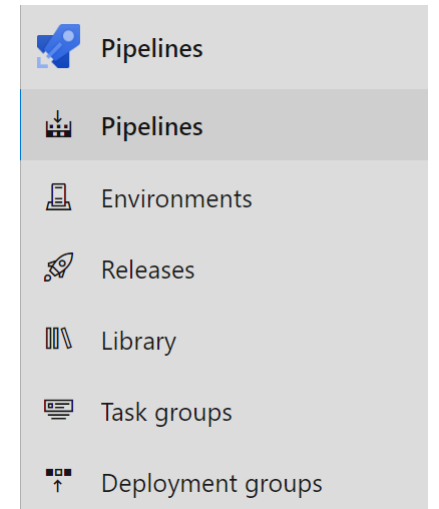 Pipelines
Pipelines
Environments
Releases
Library
Task groups
Deployment groups